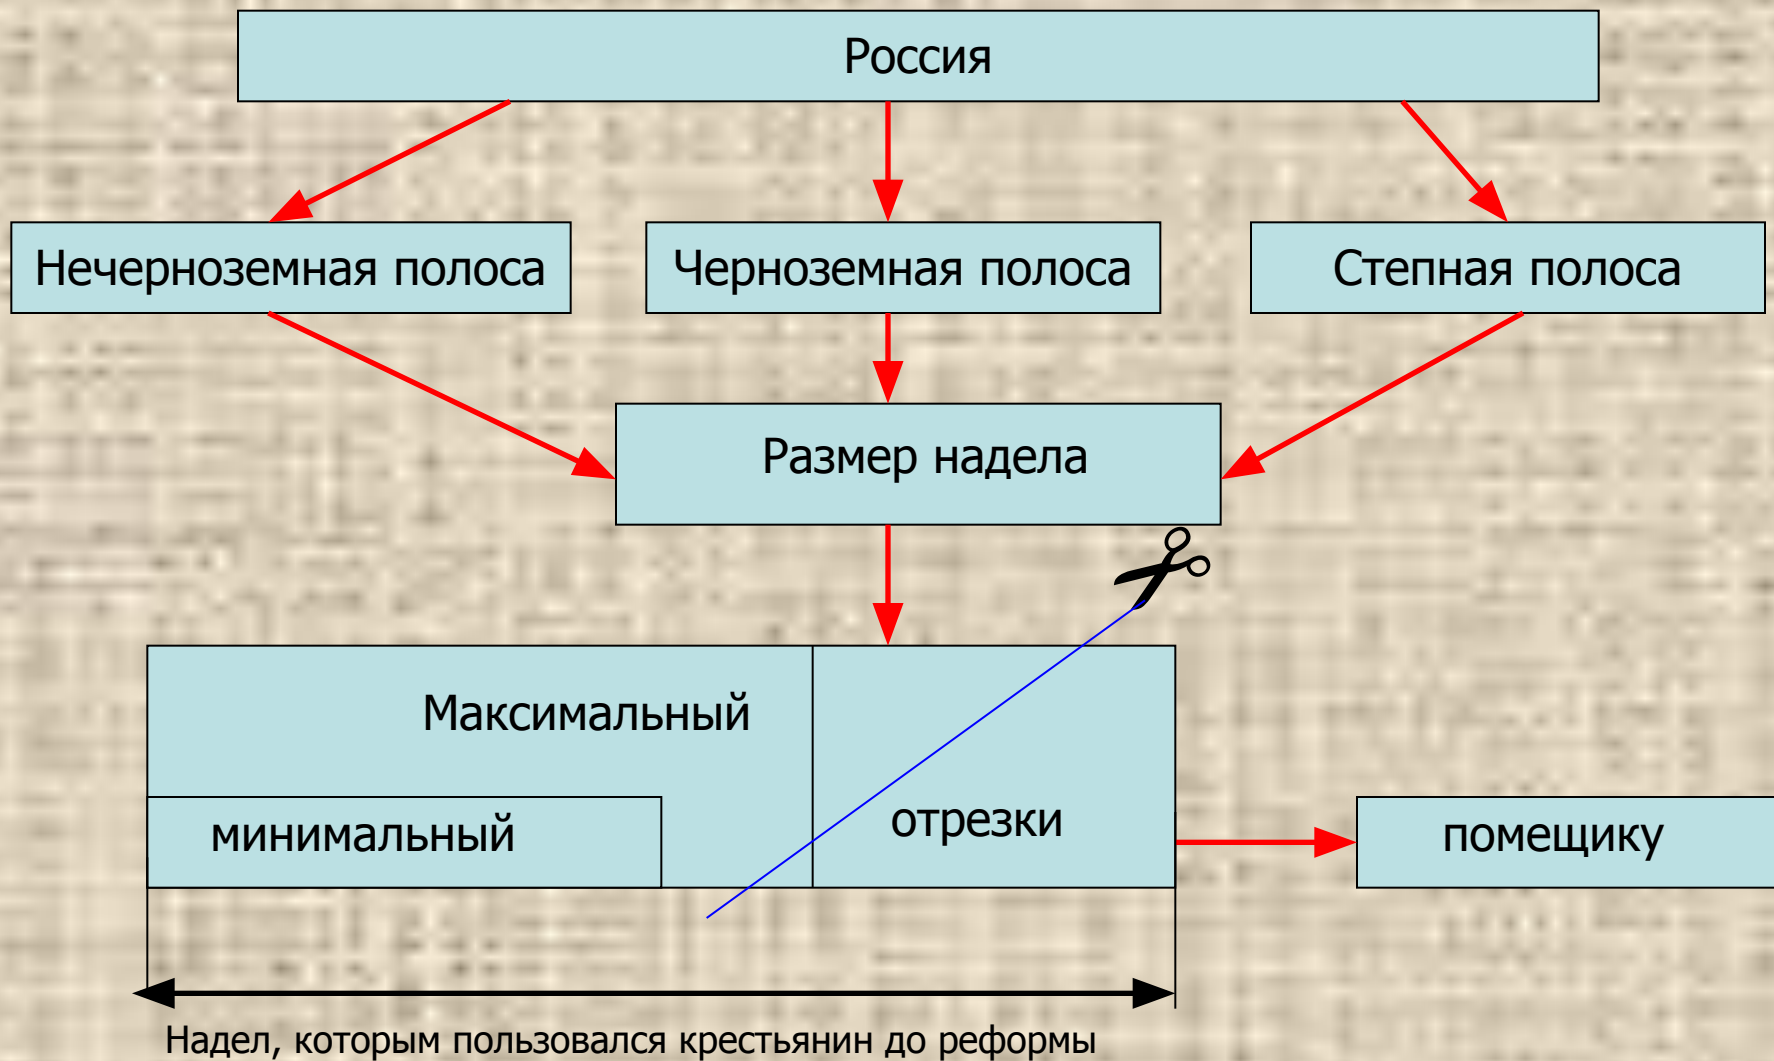 Россия
Нечерноземная полоса
Черноземная полоса
Степная полоса
Размер надела
Максимальный
минимальный
отрезки
помещику
Надел, которым пользовался крестьянин до реформы